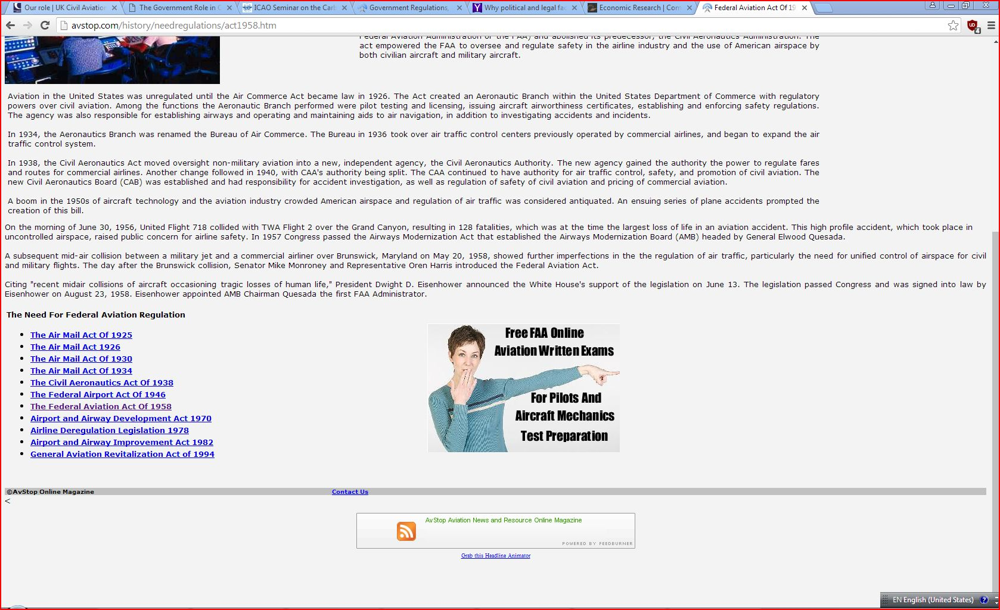 Our role | UK Civil Aviation
The Government Role in C
ICAO Seminar on the Carb
Government Regulations,
Why political and legal fac
Economic Research | Com
Federal Aviation Act Of 19
avstop.com/history/needregulations/act1958.htm
4
Federal Aviation Administration or the FAA) and abolished its predecessor, the Civil Aeronautics Administration. The
act empowered the FAA to oversee and regulate safety in the airline industry and the use of American airspace by
both civilian aircraft and military aircraft.
Aviation in the United States was unregulated until the Air Commerce Act became law in 1926. The Act created an Aeronautic Branch within the United States Department of Commerce with regulatory
powers over civil aviation. Among the functions the Aeronautic Branch performed were pilot testing and licensing, issuing aircraft airworthiness certificates, establishing and enforcing safety regulations.
The agency was also responsible for establishing airways and operating and maintaining aids to air navigation, in addition to investigating accidents and incidents.
In 1934, the Aeronautics Branch was renamed the Bureau of Air Commerce. The Bureau in 1936 took over air traffic control centers previously operated by commercial airlines, and began to expand the air
traffic control system.
In 1938, the Civil Aeronautics Act moved oversight non-military aviation into a new, independent agency, the Civil Aeronautics Authority. The new agency gained the authority the power to regulate fares
and routes for commercial airlines. Another change followed in 1940, with CAA's authority being split. The CAA continued to have authority for air traffic control, safety, and promotion of civil aviation. The
new Civil Aeronautics Board (CAB) was established and had responsibility for accident investigation, as well as regulation of safety of civil aviation and pricing of commercial aviation.
A boom in the 1950s of aircraft technology and the aviation industry crowded American airspace and regulation of air traffic was considered antiquated. An ensuing series of plane accidents prompted the
creation of this bill.
On the morning of June 30, 1956, United Flight 718 collided with TWA Flight 2 over the Grand Canyon, resulting in 128 fatalities, which was at the time the largest loss of life in an aviation accident. This high profile accident, which took place in
uncontrolled airspace, raised public concern for airline safety. In 1957 Congress passed the Airways Modernization Act that established the Airways Modernization Board (AMB) headed by General Elwood Quesada.
A subsequent mid-air collision between a military jet and a commercial airliner over Brunswick, Maryland on May 20, 1958, showed further imperfections in the the regulation of air traffic, particularly the need for unified control of airspace for civil
and military flights. The day after the Brunswick collision, Senator Mike Monroney and Representative Oren Harris introduced the Federal Aviation Act.
Citing "recent midair collisions of aircraft occasioning tragic losses of human life," President Dwight D. Eisenhower announced the White House's support of the legislation on June 13. The legislation passed Congress and was signed into law by
Eisenhower on August 23, 1958. Eisenhower appointed AMB Chairman Quesada the first FAA Administrator.
The Need For Federal Aviation Regulation
The Air Mail Act Of 1925
The Air Mail Act 1926
The Air Mail Act Of 1930
The Air Mail Act Of 1934
The Civil Aeronautics Act Of 1938
The Federal Airport Act Of 1946
The Federal Aviation Act Of 1958
Airport and Airway Development Act 1970
Airline Deregulation Legislation 1978
Airport and Airway Improvement Act 1982
General Aviation Revitalization Act of 1994
Free FAA Online
Aviation Written Exams
For Pilots And
Aircraft Mechanics
Test Preparation
©AvStop Online Magazine
Contact Us
<
AvStop Aviation News and Resource Online Magazine
POWERED BY FEEDBURNER
Grab this Headline Animator
EN English (United States)